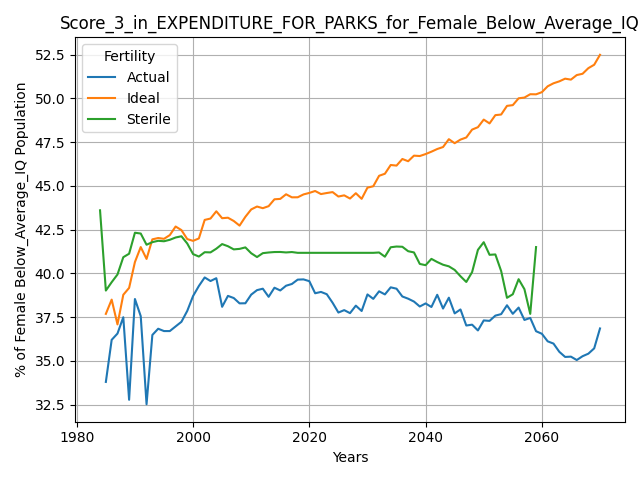 Score_3_in_EXPENDITURE_FOR_PARKS_for_Female_Below_Average_IQ
Fertility
Actual
Ideal
Sterile
% of Female Below_Average_IQ Population
52.5
50.0
47.5
45.0
42.5
40.0
37.5
35.0
32.5
1980
2000
2020
2040
2060
Years